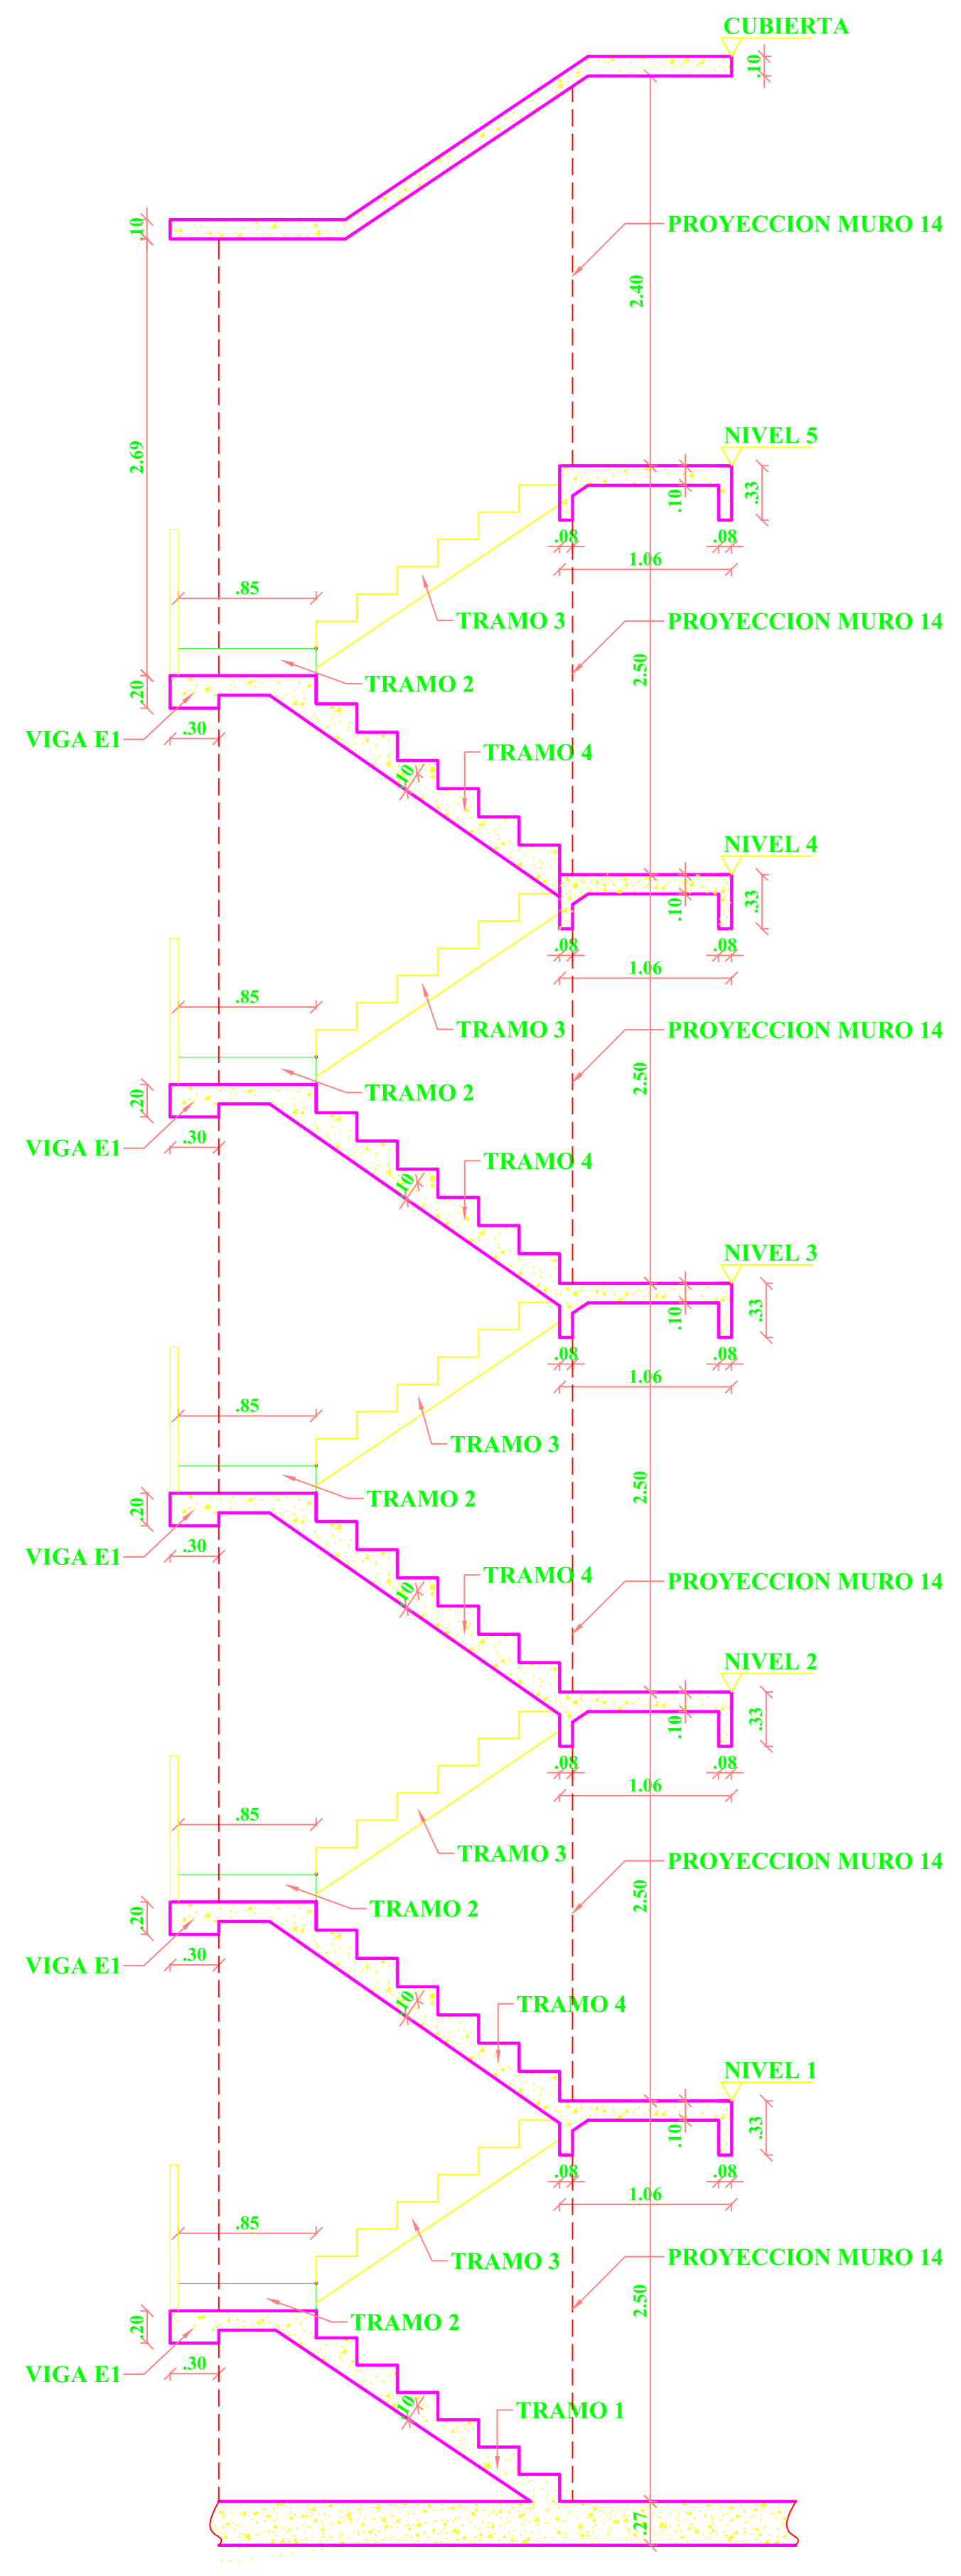 CUBIERTA
.10
.10
PROYECCION MURO 14
2.40
2.69
NIVEL 5
.10
.33
.08
.08
1.06
.85
TRAMO 3
PROYECCION MURO 14
2.50
TRAMO 2
.20
.30
VIGA E1
TRAMO 4
.10
NIVEL 4
.10
.33
.08
.08
1.06
.85
TRAMO 3
PROYECCION MURO 14
2.50
TRAMO 2
.20
.30
VIGA E1
TRAMO 4
.10
NIVEL 3
.10
.33
.08
.08
1.06
.85
TRAMO 3
2.50
TRAMO 2
.20
.30
VIGA E1
TRAMO 4
PROYECCION MURO 14
.10
NIVEL 2
.10
.33
.08
.08
1.06
.85
TRAMO 3
PROYECCION MURO 14
2.50
TRAMO 2
.20
.30
VIGA E1
TRAMO 4
.10
NIVEL 1
.10
.33
.08
.08
1.06
.85
TRAMO 3
PROYECCION MURO 14
2.50
TRAMO 2
.20
.30
VIGA E1
.10
TRAMO 1
.27